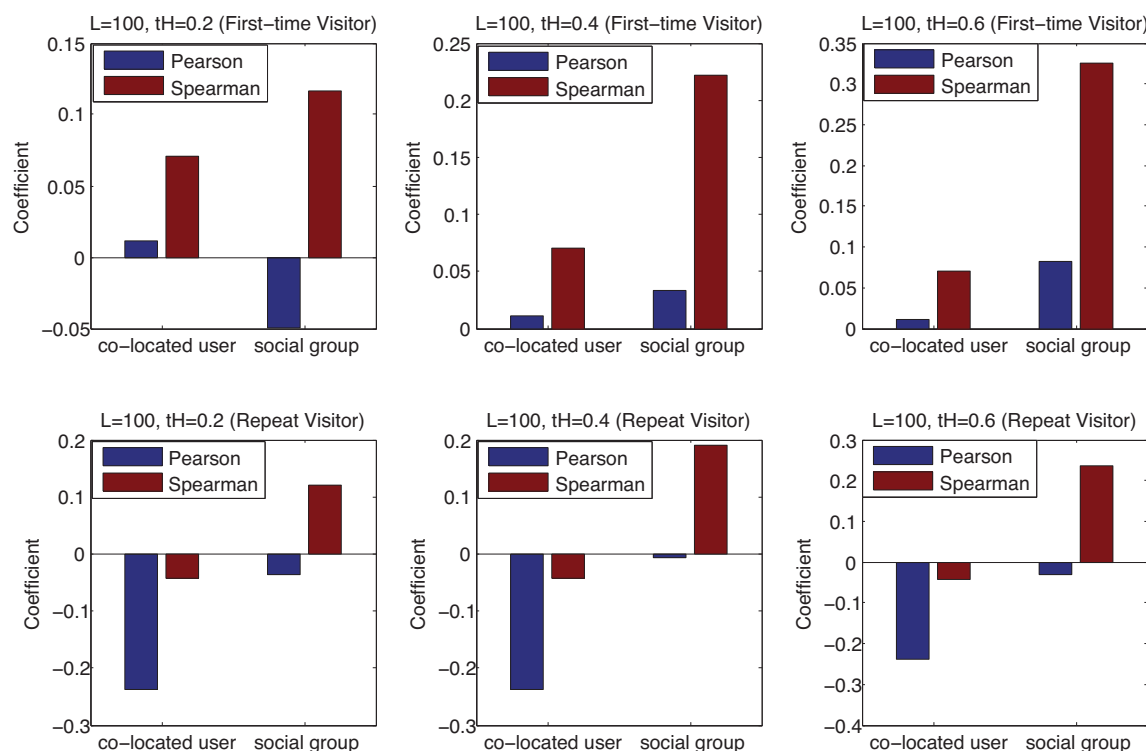 L=100, tH=0.2 (First−time Visitor)
0.15
0.1
0.05
0
−0.05
Coefficient
Pearson
Spearman
co−located user social group
L=100, tH=0.4 (First−time Visitor)
0.25
0.2
0.15
0.1
0.05
0
Coefficient
Pearson
Spearman
co−located user social group
L=100, tH=0.6 (First−time Visitor)
0.35
0.3
0.25
0.2
0.15
0.1
0.05
0
Coefficient
Pearson
Spearman
co−located user social group
L=100, tH=0.2 (Repeat Visitor)
0.2
0.1
0
−0.1
−0.2
−0.3
Coefficient
Pearson
Spearman
co−located user social group
L=100, tH=0.4 (Repeat Visitor)
0.2
0.1
0
−0.1
−0.2
−0.3
Coefficient
Pearson
Spearman
co−located user social group
L=100, tH=0.6 (Repeat Visitor)
0.3
0.2
0.1
0
−0.1
−0.2
−0.3
−0.4
Coefficient
Pearson
Spearman
co−located user social group